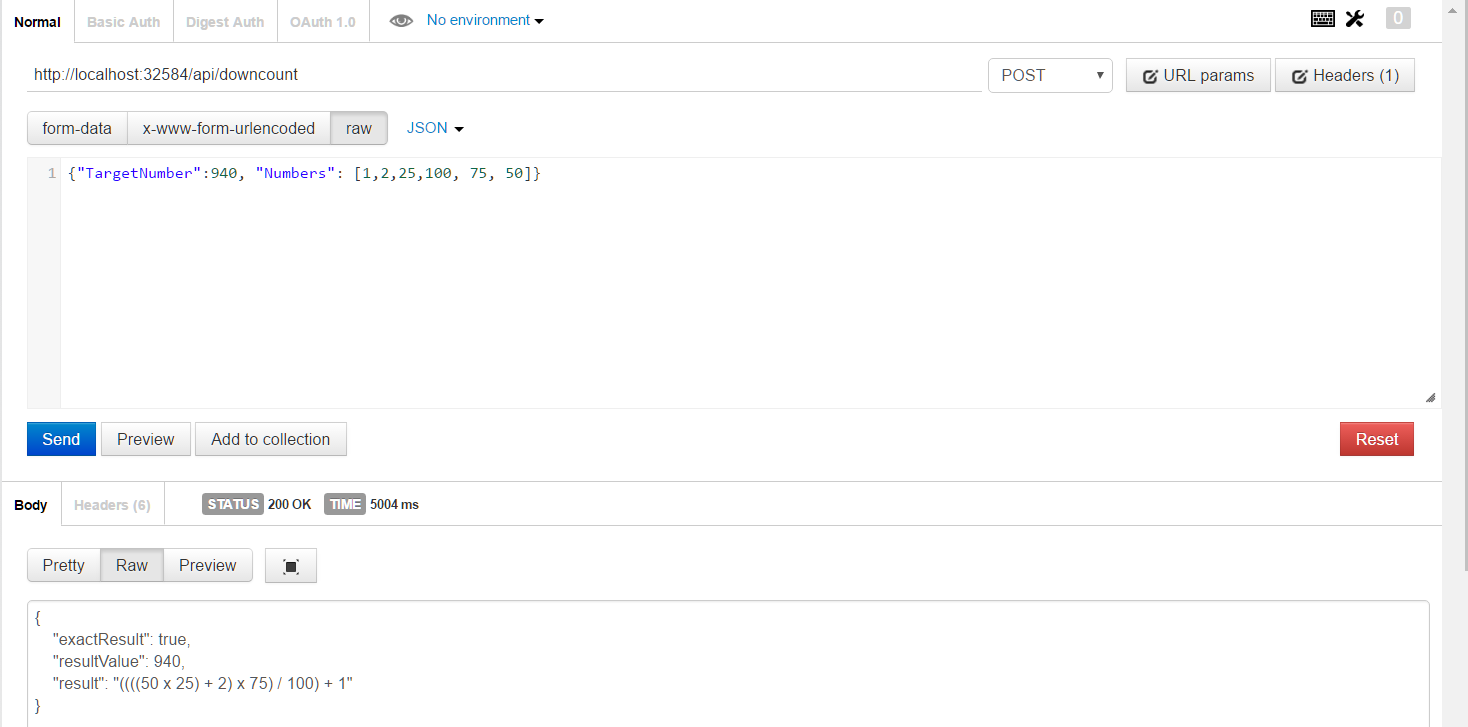 Normal Basic Auth Digest Auth OAuth 1.0 No environment 0
http://localhost:32584/api/downcount POST URL params Headers (1)
form-data x-www-form-urlencoded raw JSON
1 {"TargetNumber":940, "Numbers": [1,2,25,100, 75, 50]}
Send Preview Add to collection Reset
Body Headers (6) STATUS 200 OK TIME 5004 ms
Pretty Raw Preview
{
"exactResult": true,
"resultValue": 940,
"result": "((((50 x 25) + 2) x 75) / 100) + 1"
}